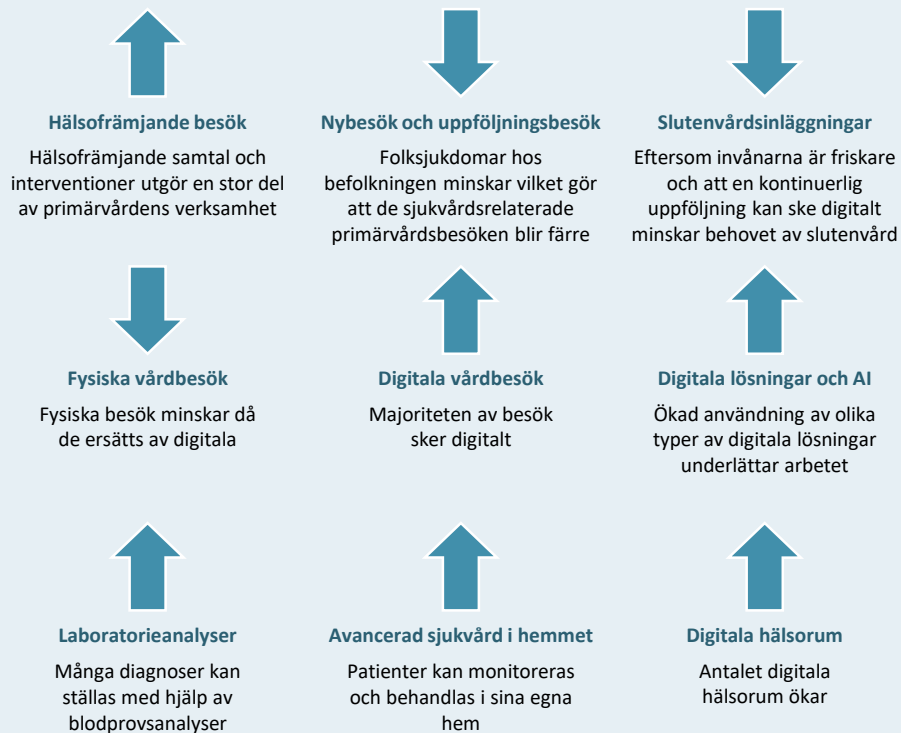 Hälsofrämjande besök
Hälsofrämjande samtal och
interventioner utgör en stor del
av primärvårdens verksamhet
Nybesök och uppföljningsbesök
Folksjukdomar hos
befolkningen minskar vilket gör
att de sjukvårdsrelaterade
primärvårdsbesöken blir färre
Slutenvårdsinläggningar
Eftersom invånarna är friskare
och att en kontinuerlig
uppföljning kan ske digitalt
minskar behovet av slutenvård
Fysiska vårdbesök
Fysiska besök minskar då
de ersätts av digitala
Digitala vårdbesök
Majoriteten av besök
sker digitalt
Digitala lösningar och AI
Ökad användning av olika
typer av digitala lösningar
underlättar arbetet
Laboratorieanalyser
Många diagnoser kan
ställas med hjälp av
blodprovsanalyser
Avancerad sjukvård i hemmet
Patienter kan monitoreras
och behandlas i sina egna
hem
Digitala hälsorum
Antalet digitala
hälsorum ökar